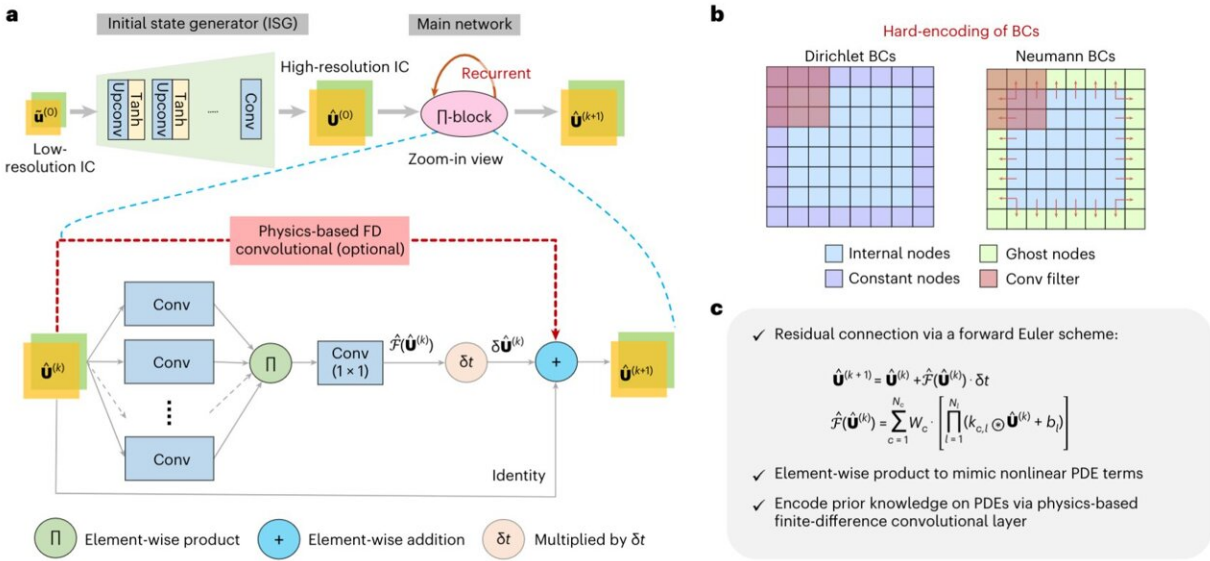 a
Initial state generator (ISG)
Main network
ũ⁽⁰⁾
Low-
resolution IC
Upconv
Tanh
Upconv
Tanh
....
Conv
High-resolution IC
Û⁽⁰⁾
Recurrent
Π-block
Zoom-in view
Û⁽ᵏ⁺¹⁾
Physics-based FD
convolutional (optional)
Û⁽ᵏ⁾
Conv
Conv
Conv
Π
Conv
(1 × 1)
F̂(Û⁽ᵏ⁾)
δt
δÛ⁽ᵏ⁾
+
Û⁽ᵏ⁺¹⁾
Identity
Π Element-wise product
+ Element-wise addition
δt Multiplied by δt
b
Hard-encoding of BCs
Dirichlet BCs
Neumann BCs
Internal nodes
Ghost nodes
Constant nodes
Conv filter
c
✓ Residual connection via a forward Euler scheme:
Û⁽ᵏ⁺¹⁾ = Û⁽ᵏ⁾ + F̂(Û⁽ᵏ⁾) · δt
F̂(Û⁽ᵏ⁾) = ∑_{c = 1}^{N_c} W_c · [∏_{l = 1}^{N_l} (k_{c,l} ⊛ Û⁽ᵏ⁾ + b_l)]
✓ Element-wise product to mimic nonlinear PDE terms
✓ Encode prior knowledge on PDEs via physics-based
finite-difference convolutional layer